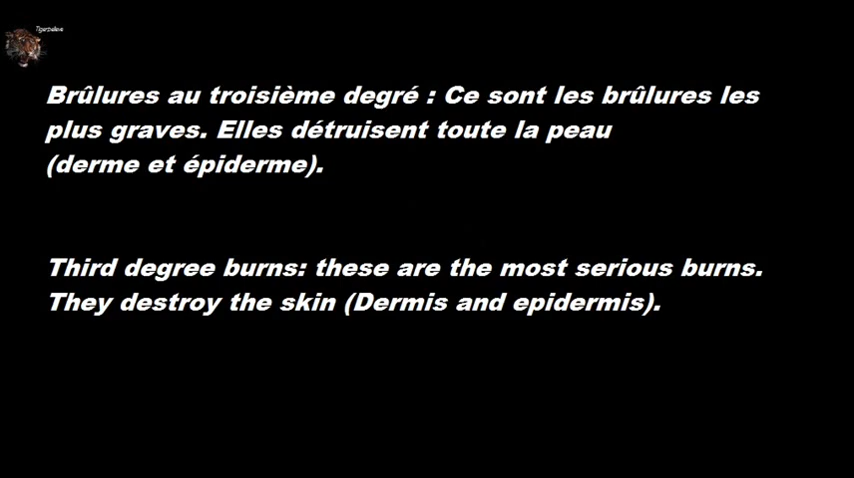 Brûlures au troisième degré : Ce sont les brûlures les
plus graves. Elles détruisent toute la peau
(derme et épiderme).
Third degree burns: these are the most serious burns.
They destroy the skin (Dermis and epidermis).